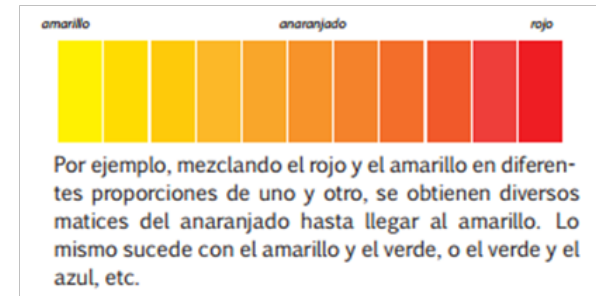 amarillo anaranjado rojo
Por ejemplo, mezclando el rojo y el amarillo en diferen-
tes proporciones de uno y otro, se obtienen diversos
matices del anaranjado hasta llegar al amarillo. Lo
mismo sucede con el amarillo y el verde, o el verde y el
azul, etc.